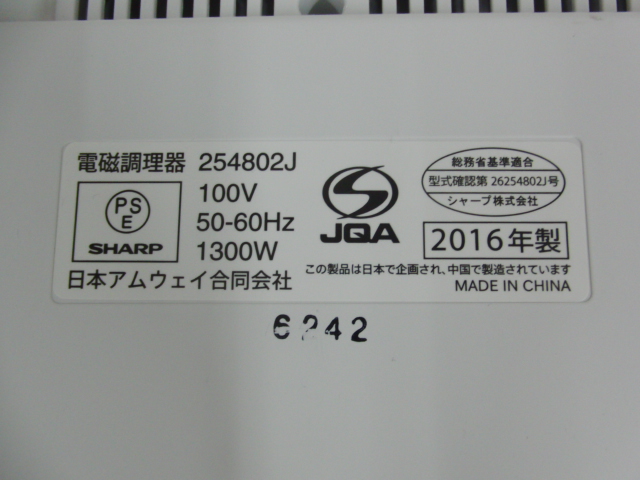 電磁調理器 254802J
PS
E
SHARP
100V
50-60Hz
1300W
日本アムウェイ合同会社
JQA
総務省基準適合
型式確認第 26254802J号
シャープ株式会社
2016年製
この製品は日本で企画され、中国で製造されています
MADE IN CHINA
6242